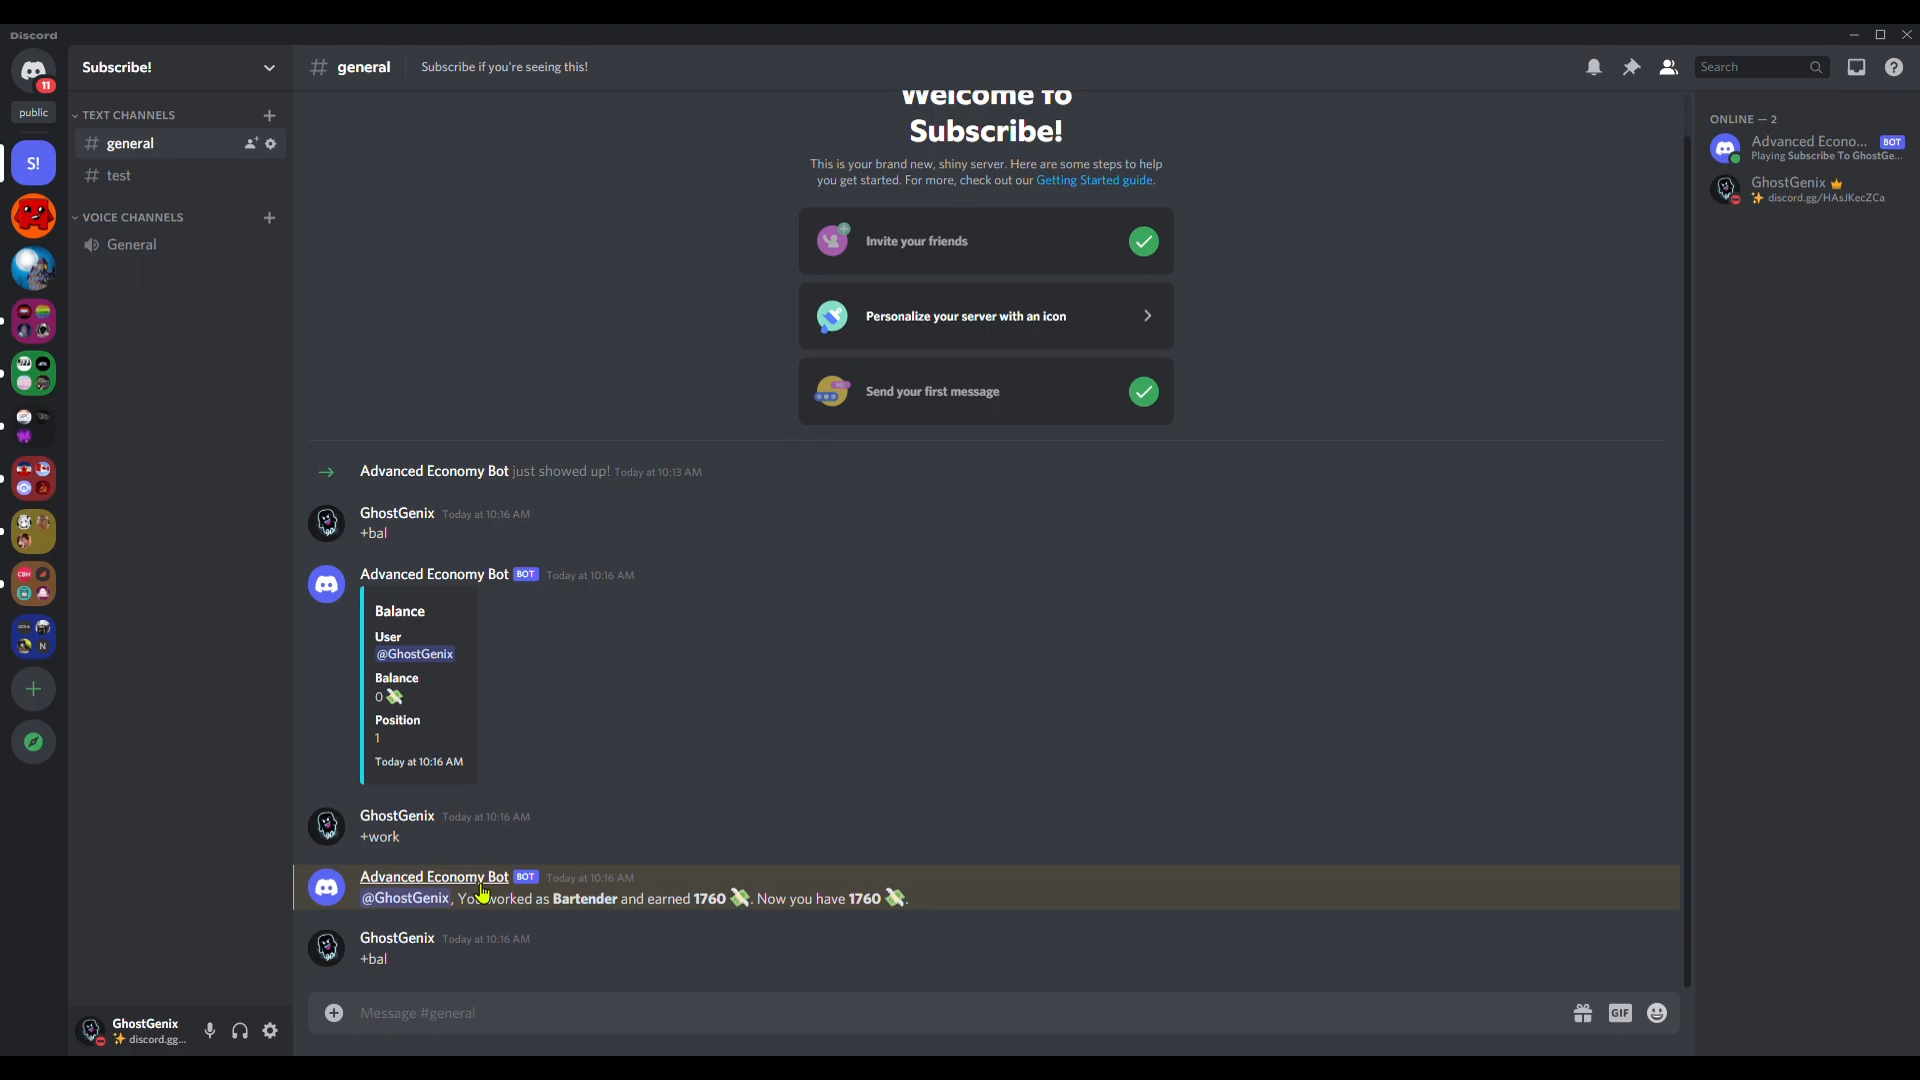 Discord
11
public
S!
CBH
N
Subscribe!
TEXT CHANNELS
general
test
VOICE CHANNELS
General
GhostGenix
discord.gg...
# general
Subscribe if you're seeing this!
Search
Welcome to
Subscribe!
This is your brand new, shiny server. Here are some steps to help
you get started. For more, check out our Getting Started guide.
Invite your friends
Personalize your server with an icon
Send your first message
Advanced Economy Bot just showed up! Today at 10:13 AM
GhostGenix Today at 10:16 AM
+bal
Advanced Economy Bot BOT Today at 10:16 AM
Balance
User
@GhostGenix
Balance
0 💸
Position
1
Today at 10:16 AM
GhostGenix Today at 10:16 AM
+work
Advanced Economy Bot BOT Today at 10:16 AM
@GhostGenix, You worked as Bartender and earned 1760 💸. Now you have 1760 💸.
GhostGenix Today at 10:16 AM
+bal
Message #general
GIF
ONLINE — 2
Advanced Econo... BOT
Playing Subscribe To GhostGe...
GhostGenix
✨ discord.gg/HAsJKecZCa